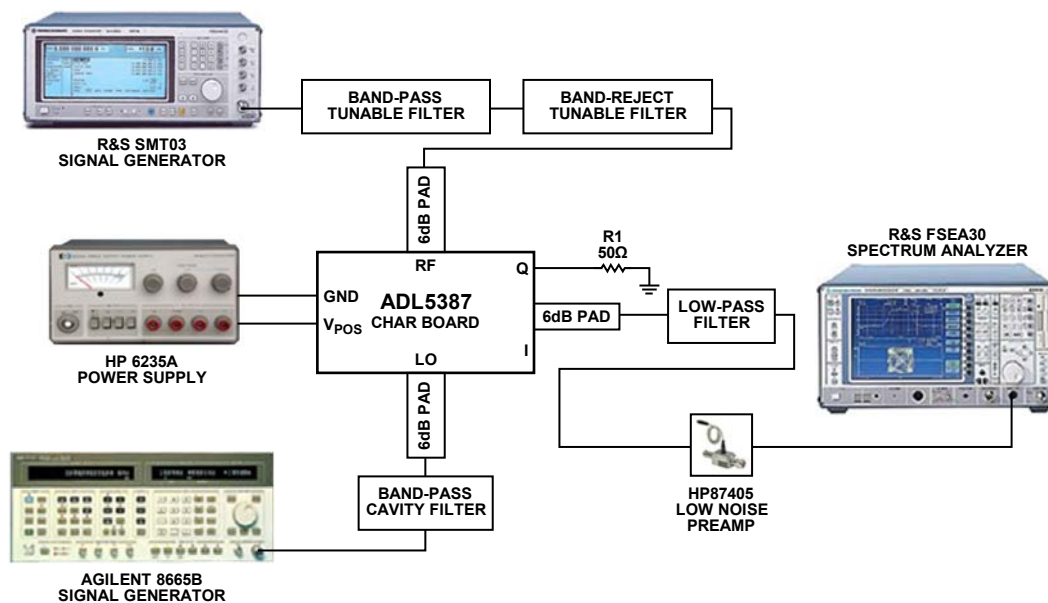 R&S SMT03
SIGNAL GENERATOR
BAND-PASS
TUNABLE FILTER
BAND-REJECT
TUNABLE FILTER
6dB PAD
R1
50Ω
R&S FSEA30
SPECTRUM ANALYZER
RF
Q
GND
ADL5387
CHAR BOARD
VPOS
6dB PAD
LOW-PASS
FILTER
LO
I
HP 6235A
POWER SUPPLY
6dB PAD
BAND-PASS
CAVITY FILTER
HP87405
LOW NOISE
PREAMP
AGILENT 8665B
SIGNAL GENERATOR